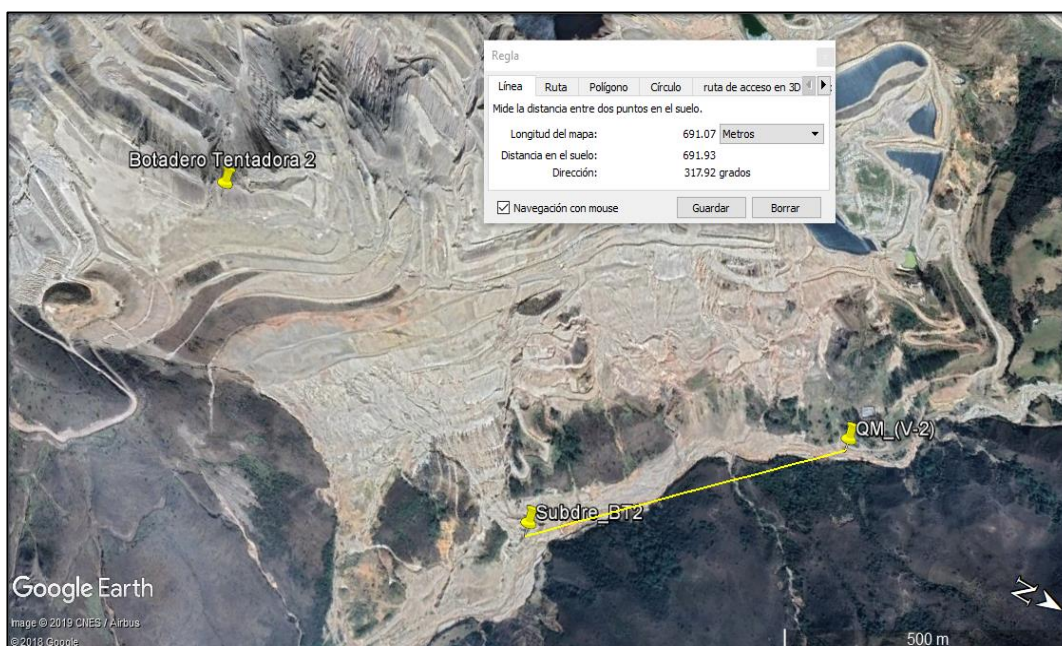 Regla
Línea Ruta Polígono Círculo ruta de acceso en 3D
Mide la distancia entre dos puntos en el suelo.
Longitud del mapa: 691.07 Metros
Distancia en el suelo: 691.93
Dirección: 317.92 grados
Navegación con mouse Guardar Borrar
Botadero Tentadora 2
QM_(V-2)
Subdre_BT2
Google Earth
Image © 2019 CNES / Airbus
© 2018 Google
N
500 m